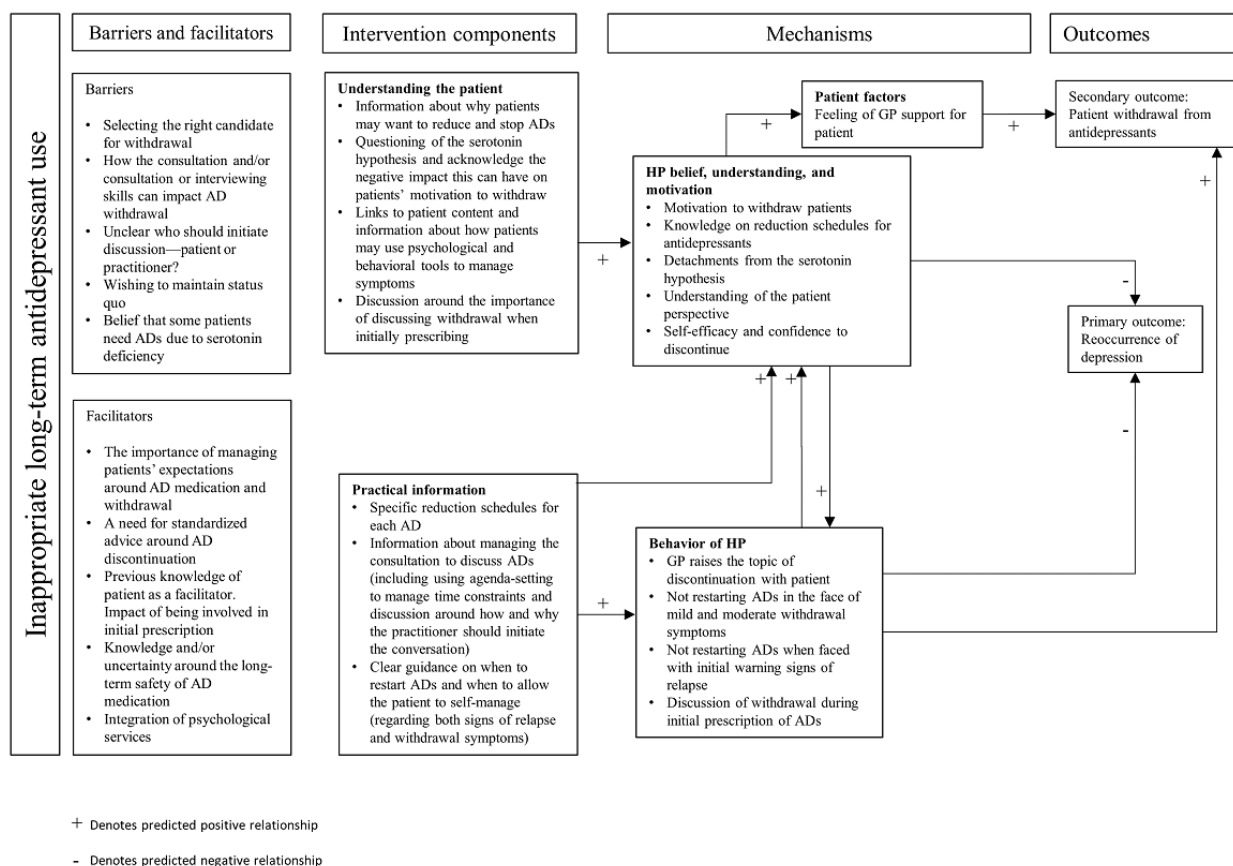 Inappropriate long-term antidepressant use
Barriers and facilitators
Barriers
• Selecting the right candidate
for withdrawal
• How the consultation and/or
consultation or interviewing
skills can impact AD
withdrawal
• Unclear who should initiate
discussion—patient or
practitioner?
• Wishing to maintain status
quo
• Belief that some patients
need ADs due to serotonin
deficiency
Facilitators
• The importance of managing
patients' expectations
around AD medication and
withdrawal
• A need for standardized
advice around AD
discontinuation
• Previous knowledge of
patient as a facilitator.
Impact of being involved in
initial prescription
• Knowledge and/or
uncertainty around the long-
term safety of AD
medication
• Integration of psychological
services
Intervention components
Understanding the patient
• Information about why patients
may want to reduce and stop ADs
• Questioning of the serotonin
hypothesis and acknowledge the
negative impact this can have on
patients' motivation to withdraw
• Links to patient content and
information about how patients
may use psychological and
behavioral tools to manage
symptoms
• Discussion around the importance
of discussing withdrawal when
initially prescribing
+
Practical information
• Specific reduction schedules for
each AD
• Information about managing the
consultation to discuss ADs
(including using agenda-setting
to manage time constraints and
discussion around how and why
the practitioner should initiate
the conversation)
• Clear guidance on when to
restart ADs and when to allow
the patient to self-manage
(regarding both signs of relapse
and withdrawal symptoms)
+
Mechanisms
Patient factors
Feeling of GP support for
patient
+
+
HP belief, understanding, and
motivation
• Motivation to withdraw patients
• Knowledge on reduction schedules for
antidepressants
• Detachments from the serotonin
hypothesis
• Understanding of the patient
perspective
• Self-efficacy and confidence to
discontinue
+ +
+
Behavior of HP
• GP raises the topic of
discontinuation with patient
• Not restarting ADs in the face of
mild and moderate withdrawal
symptoms
• Not restarting ADs when faced
with initial warning signs of
relapse
• Discussion of withdrawal during
initial prescription of ADs
Outcomes
Secondary outcome:
Patient withdrawal from
antidepressants
+
-
Primary outcome:
Reoccurrence of
depression
-
+ Denotes predicted positive relationship
- Denotes predicted negative relationship